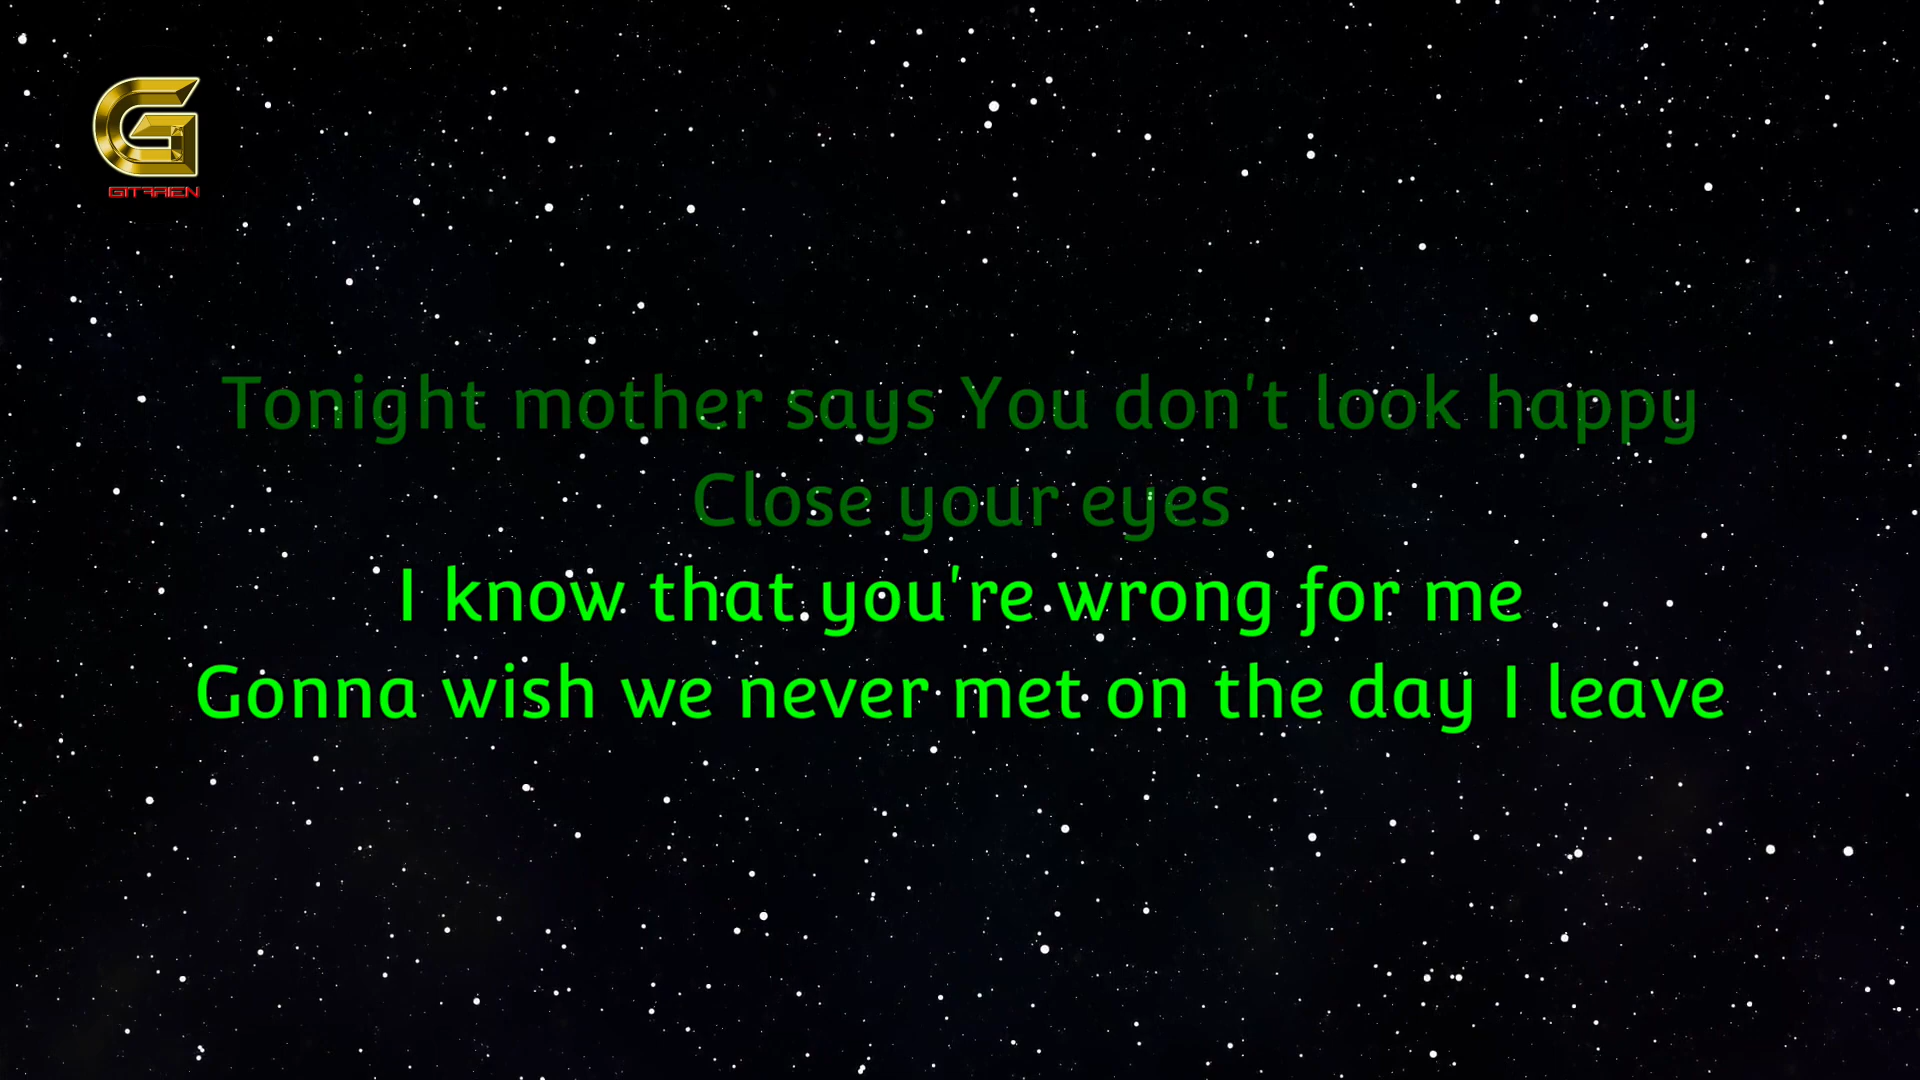 GITFRIEN
Tonight mother says You don't look happy
Close your eyes
I know that you're wrong for me
Gonna wish we never met on the day I leave